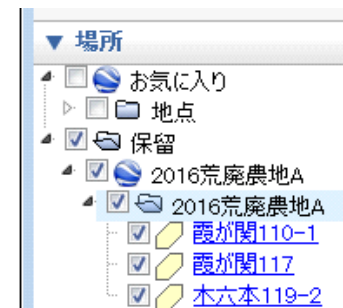 ▼ 場所
お気に入り
地点
保留
2016荒廃農地A
2016荒廃農地A
霞が関110-1
霞が関117
木六本119-2